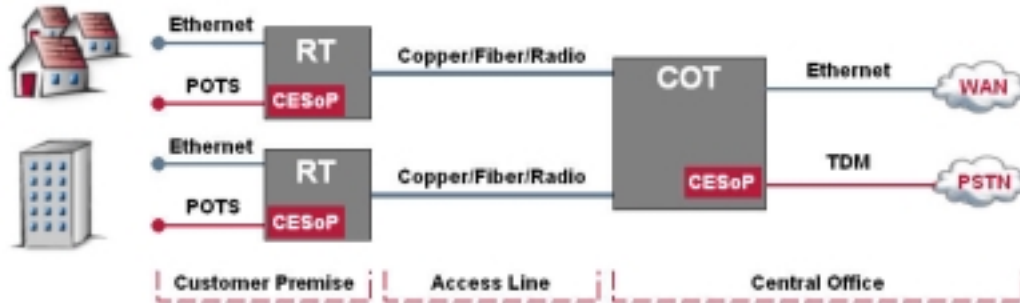 Ethernet
RT
POTS
CESoP
Copper/Fiber/Radio
COT
Ethernet
WAN
Ethernet
RT
POTS
CESoP
Copper/Fiber/Radio
CESoP
TDM
PSTN
Customer Premise
Access Line
Central Office